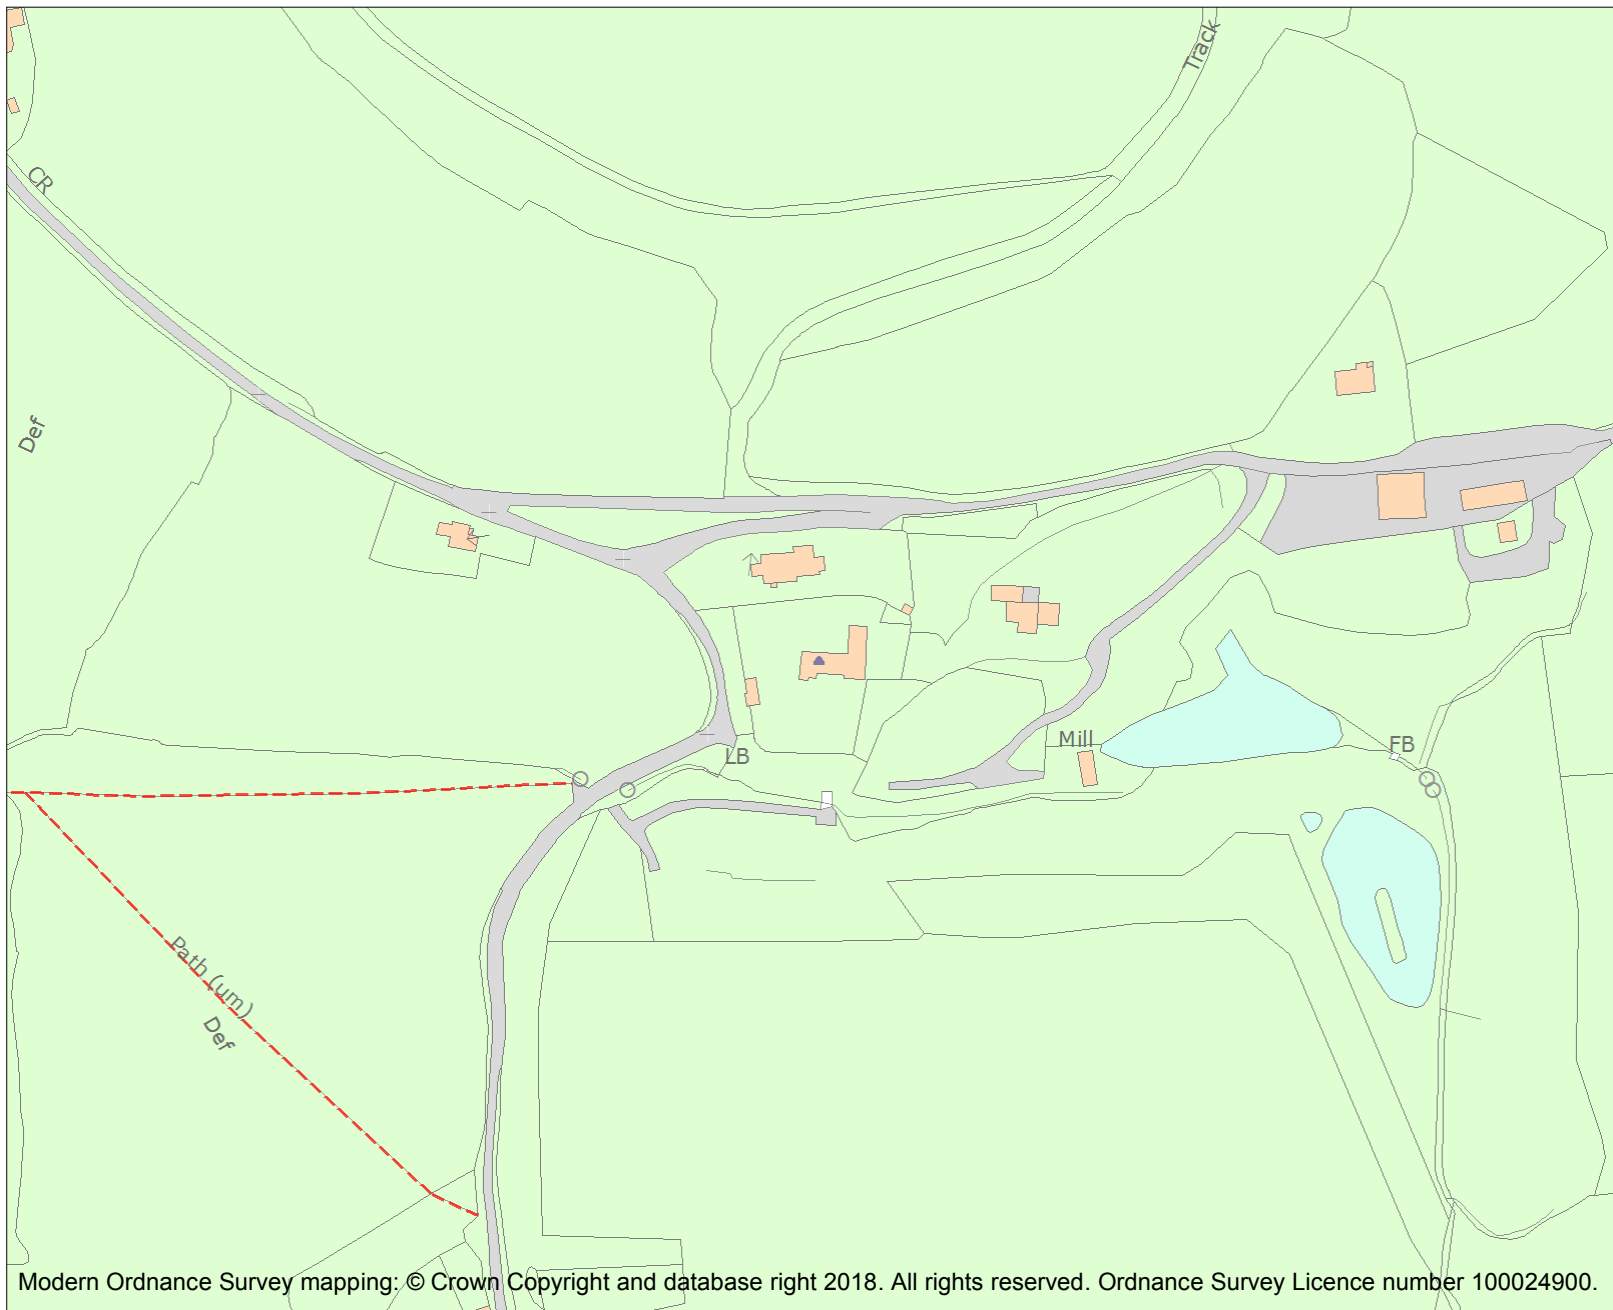 Track
CR
Def
Mill
FB
LB
Path (um)
Def
Modern Ordnance Survey mapping: © Crown Copyright and database right 2018. All rights reserved. Ordnance Survey Licence number 100024900.